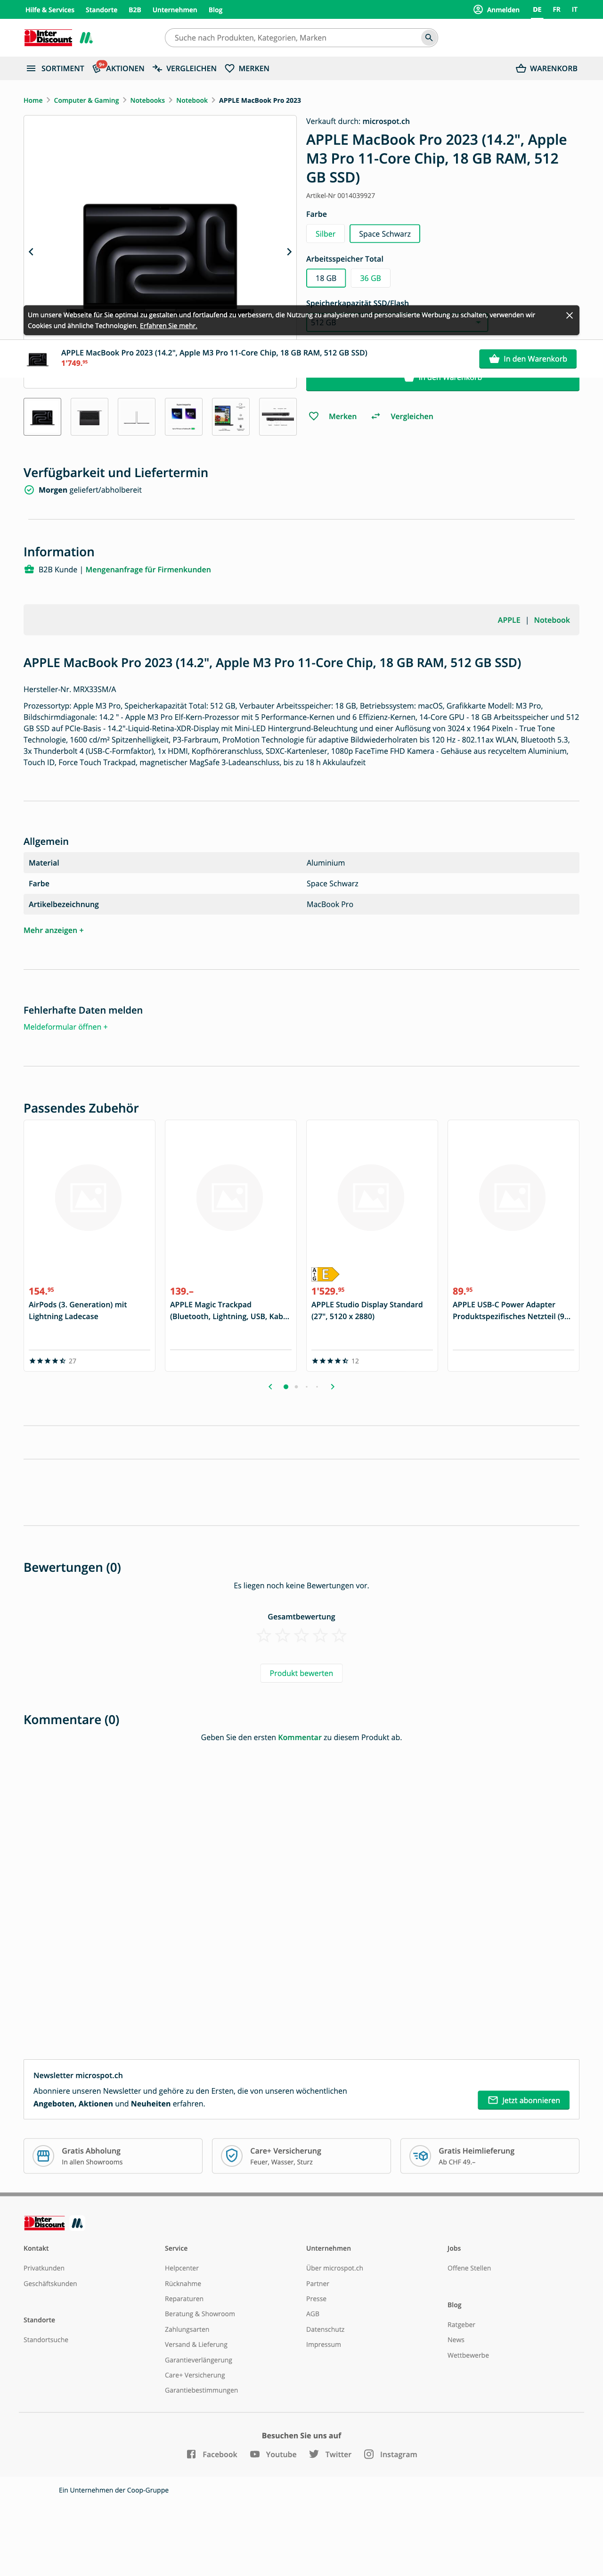 Hilfe & Services Standorte B2B Unternehmen Blog Anmelden DE FR IT
Inter Discount
Suche nach Produkten, Kategorien, Marken
SORTIMENT 9+ AKTIONEN VERGLEICHEN MERKEN WARENKORB
Home Computer & Gaming Notebooks Notebook APPLE MacBook Pro 2023
Verkauft durch: microspot.ch
APPLE MacBook Pro 2023 (14.2", Apple
M3 Pro 11-Core Chip, 18 GB RAM, 512
GB SSD)
Artikel-Nr 0014039927
Farbe
Silber Space Schwarz
Arbeitsspeicher Total
18 GB 36 GB
Speicherkapazität SSD/Flash
512 GB
Um unsere Webseite für Sie optimal zu gestalten und fortlaufend zu verbessern, die Nutzung zu analysieren und personalisierte Werbung zu schalten, verwenden wir
Cookies und ähnliche Technologien. Erfahren Sie mehr.
APPLE MacBook Pro 2023 (14.2", Apple M3 Pro 11-Core Chip, 18 GB RAM, 512 GB SSD)
1'749.95
In den Warenkorb
In den Warenkorb
Merken Vergleichen
Verfügbarkeit und Liefertermin
Morgen geliefert/abholbereit
Information
B2B Kunde | Mengenanfrage für Firmenkunden
APPLE | Notebook
APPLE MacBook Pro 2023 (14.2", Apple M3 Pro 11-Core Chip, 18 GB RAM, 512 GB SSD)
Hersteller-Nr. MRX33SM/A
Prozessortyp: Apple M3 Pro, Speicherkapazität Total: 512 GB, Verbauter Arbeitsspeicher: 18 GB, Betriebssystem: macOS, Grafikkarte Modell: M3 Pro,
Bildschirmdiagonale: 14.2 " - Apple M3 Pro Elf-Kern-Prozessor mit 5 Performance-Kernen und 6 Effizienz-Kernen, 14-Core GPU - 18 GB Arbeitsspeicher und 512
GB SSD auf PCIe-Basis - 14.2"-Liquid-Retina-XDR-Display mit Mini-LED Hintergrund-Beleuchtung und einer Auflösung von 3024 x 1964 Pixeln - True Tone
Technologie, 1600 cd/m² Spitzenhelligkeit, P3-Farbraum, ProMotion Technologie für adaptive Bildwiederholraten bis 120 Hz - 802.11ax WLAN, Bluetooth 5.3,
3x Thunderbolt 4 (USB-C-Formfaktor), 1x HDMI, Kopfhöreranschluss, SDXC-Kartenleser, 1080p FaceTime FHD Kamera - Gehäuse aus recyceltem Aluminium,
Touch ID, Force Touch Trackpad, magnetischer MagSafe 3-Ladeanschluss, bis zu 18 h Akkulaufzeit
Allgemein
Material Aluminium
Farbe Space Schwarz
Artikelbezeichnung MacBook Pro
Mehr anzeigen +
Fehlerhafte Daten melden
Meldeformular öffnen +
Passendes Zubehör
A G E
154.95 139.– 1'529.95 89.95
AirPods (3. Generation) mit APPLE Magic Trackpad APPLE Studio Display Standard APPLE USB-C Power Adapter
Lightning Ladecase (Bluetooth, Lightning, USB, Kab... (27", 5120 x 2880) Produktspezifisches Netzteil (9...
27 12
Bewertungen (0)
Es liegen noch keine Bewertungen vor.
Gesamtbewertung
Produkt bewerten
Kommentare (0)
Geben Sie den ersten Kommentar zu diesem Produkt ab.
Newsletter microspot.ch
Abonniere unseren Newsletter und gehöre zu den Ersten, die von unseren wöchentlichen
Angeboten, Aktionen und Neuheiten erfahren.
Jetzt abonnieren
Gratis Abholung Care+ Versicherung Gratis Heimlieferung
In allen Showrooms Feuer, Wasser, Sturz Ab CHF 49.–
Inter Discount
Kontakt Service Unternehmen Jobs
Privatkunden Helpcenter Über microspot.ch Offene Stellen
Geschäftskunden Rücknahme Partner
Reparaturen Presse Blog
Standorte Beratung & Showroom AGB
Zahlungsarten Datenschutz Ratgeber
Standortsuche Versand & Lieferung Impressum News
Garantieverlängerung Wettbewerbe
Care+ Versicherung
Garantiebestimmungen
Besuchen Sie uns auf
Facebook Youtube Twitter Instagram
Ein Unternehmen der Coop-Gruppe